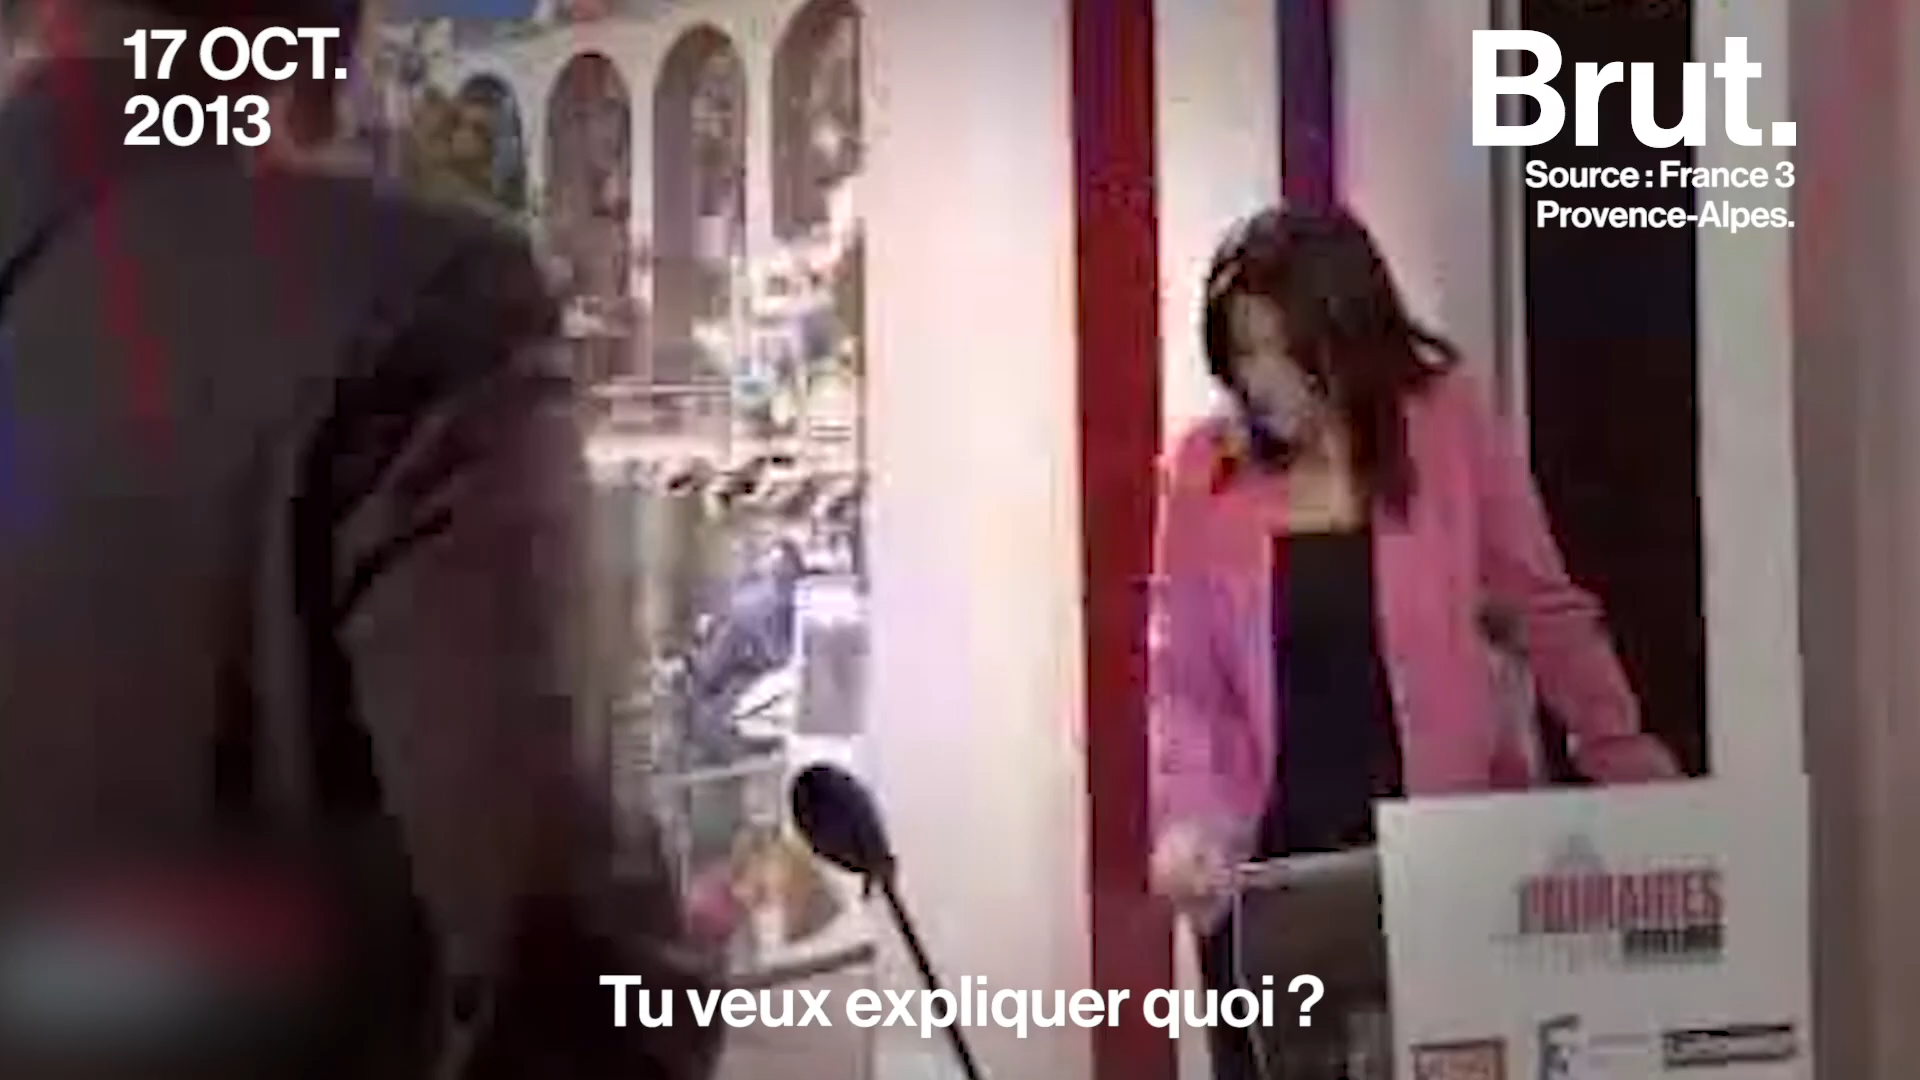 17 OCT.
2013
Brut.
Source : France 3
Provence-Alpes.
PRIMAIRES
Tu veux expliquer quoi ?